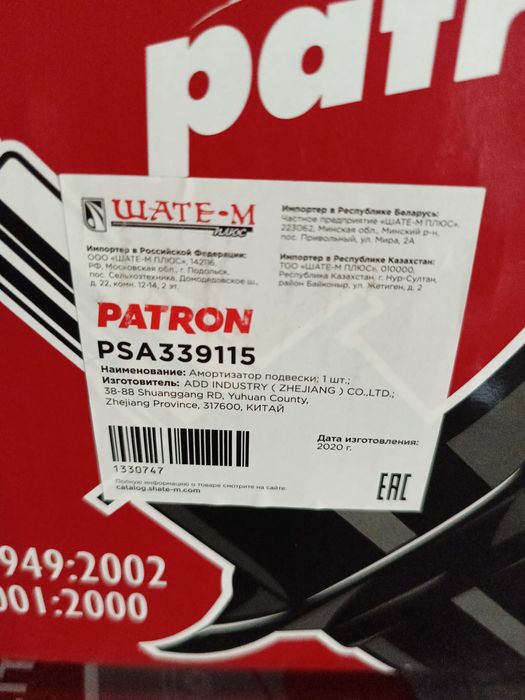 patr
ШАТЕ-М
ПЛЮС
Импортер в Российской Федерации:
ООО «ШАТЕ-М ПЛЮС», 142116,
РФ, Московская обл., г. Подольск,
пос. Сельхозтехника, Домодедовское ш.,
д. 22, комн. 12-14, 2 эт.
Импортер в Республике Беларусь:
Частное предприятие «ШАТЕ-М ПЛЮС»,
223062, Минская обл., Минский р-н,
пос. Привольный, ул. Мира, 2А
Импортер в Республике Казахстан:
ТОО «ШАТЕ-М ПЛЮС», 010000,
Республика Казахстан, г. Нур-Султан,
район Байконыр, ул. Жетиген, д. 2
PATRON
PSA339115
Наименование: Амортизатор подвески; 1 шт.;
Изготовитель: ADD INDUSTRY ( ZHEJIANG ) CO.,LTD.;
38-88 Shuanggang RD, Yuhuan County,
Zhejiang Province, 317600, КИТАЙ
1330747
Дата изготовления:
2020 г.
Полную информацию о товаре смотрите на сайте:
catalog.shate-m.com
EAC
949:2002
001:2000